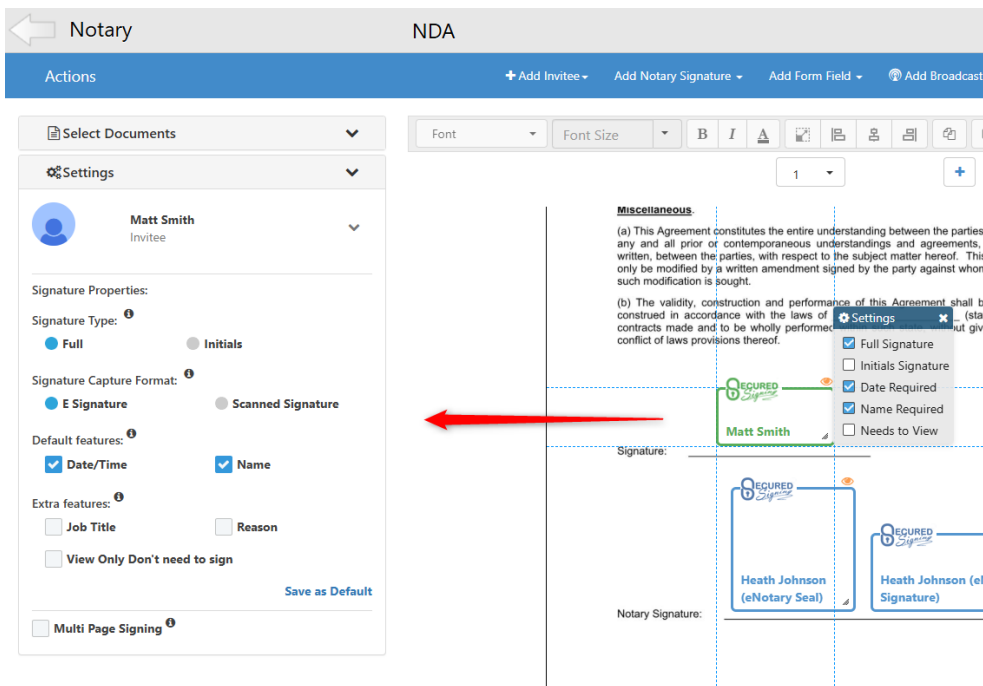 Notary
NDA
Actions
Add Invitee
Add Notary Signature
Add Form Field
Add Broadcast
Select Documents
Settings
Matt Smith
Invitee
Signature Properties:
Signature Type:
Full
Initials
Signature Capture Format:
E Signature
Scanned Signature
Default features:
Date/Time
Name
Extra features:
Job Title
Reason
View Only Don't need to sign
Save as Default
Multi Page Signing
Font
Font Size
B
I
A
1
+
Miscellaneous.
(a) This Agreement constitutes the entire understanding between the parties
any and all prior or contemporaneous understandings and agreements,
written, between the parties, with respect to the subject matter hereof. This
only be modified by a written amendment signed by the party against whom
such modification is sought.
(b) The validity, construction and performance of this Agreement shall b
construed in accordance with the laws of (sta
contracts made and to be wholly performed within such state, without giv
conflict of laws provisions thereof.
Settings
Full Signature
Initials Signature
Date Required
Name Required
Needs to View
SECURED
Signing
Matt Smith
Signature:
SECURED
Signing
Heath Johnson
(eNotary Seal)
SECURED
Signing
Heath Johnson (eN
Signature)
Notary Signature: